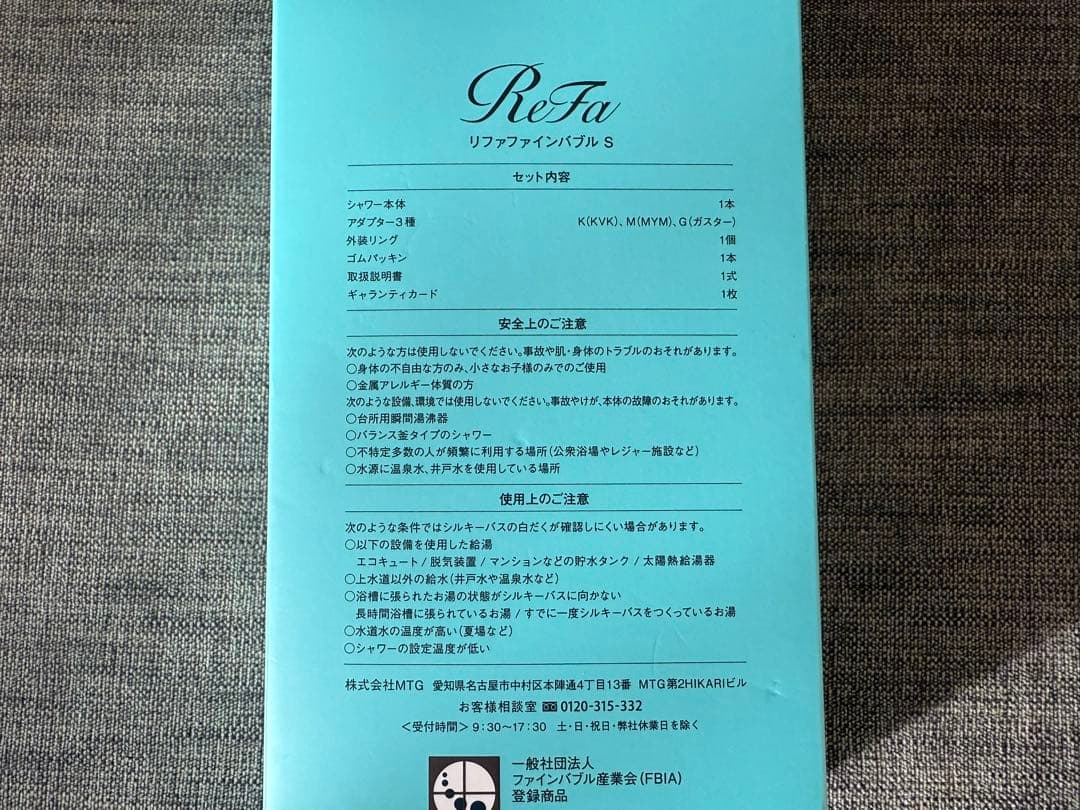 ReFa
リファファインバブル S
セット内容
シャワー本体 1本
アダプター3種 K(KVK)、M(MYM)、G(ガスター)
外装リング 1個
ゴムパッキン 1本
取扱説明書 1式
ギャランティカード 1枚
安全上のご注意
次のような方は使用しないでください。事故や肌・身体のトラブルのおそれがあります。
○身体の不自由な方のみ、小さなお子様のみでのご使用
○金属アレルギー体質の方
次のような設備、環境では使用しないでください。事故やけが、本体の故障のおそれがあります。
○台所用瞬間湯沸器
○バランス釜タイプのシャワー
○不特定多数の人が頻繁に利用する場所(公衆浴場やレジャー施設など)
○水源に温泉水、井戸水を使用している場所
使用上のご注意
次のような条件ではシルキーバスの白だくが確認しにくい場合があります。
○以下の設備を使用した給湯
エコキュート / 脱気装置 / マンションなどの貯水タンク / 太陽熱給湯器
○上水道以外の給水(井戸水や温泉水など)
○浴槽に張られたお湯の状態がシルキーバスに向かない
長時間浴槽に張られているお湯 / すでに一度シルキーバスをつくっているお湯
○水道水の温度が高い(夏場など)
○シャワーの設定温度が低い
株式会社MTG 愛知県名古屋市中村区本陣通4丁目13番 MTG第2HIKARIビル
お客様相談室 0120-315-332
<受付時間> 9:30~17:30 土・日・祝日・弊社休業日を除く
一般社団法人
ファインバブル産業会(FBIA)
登録商品